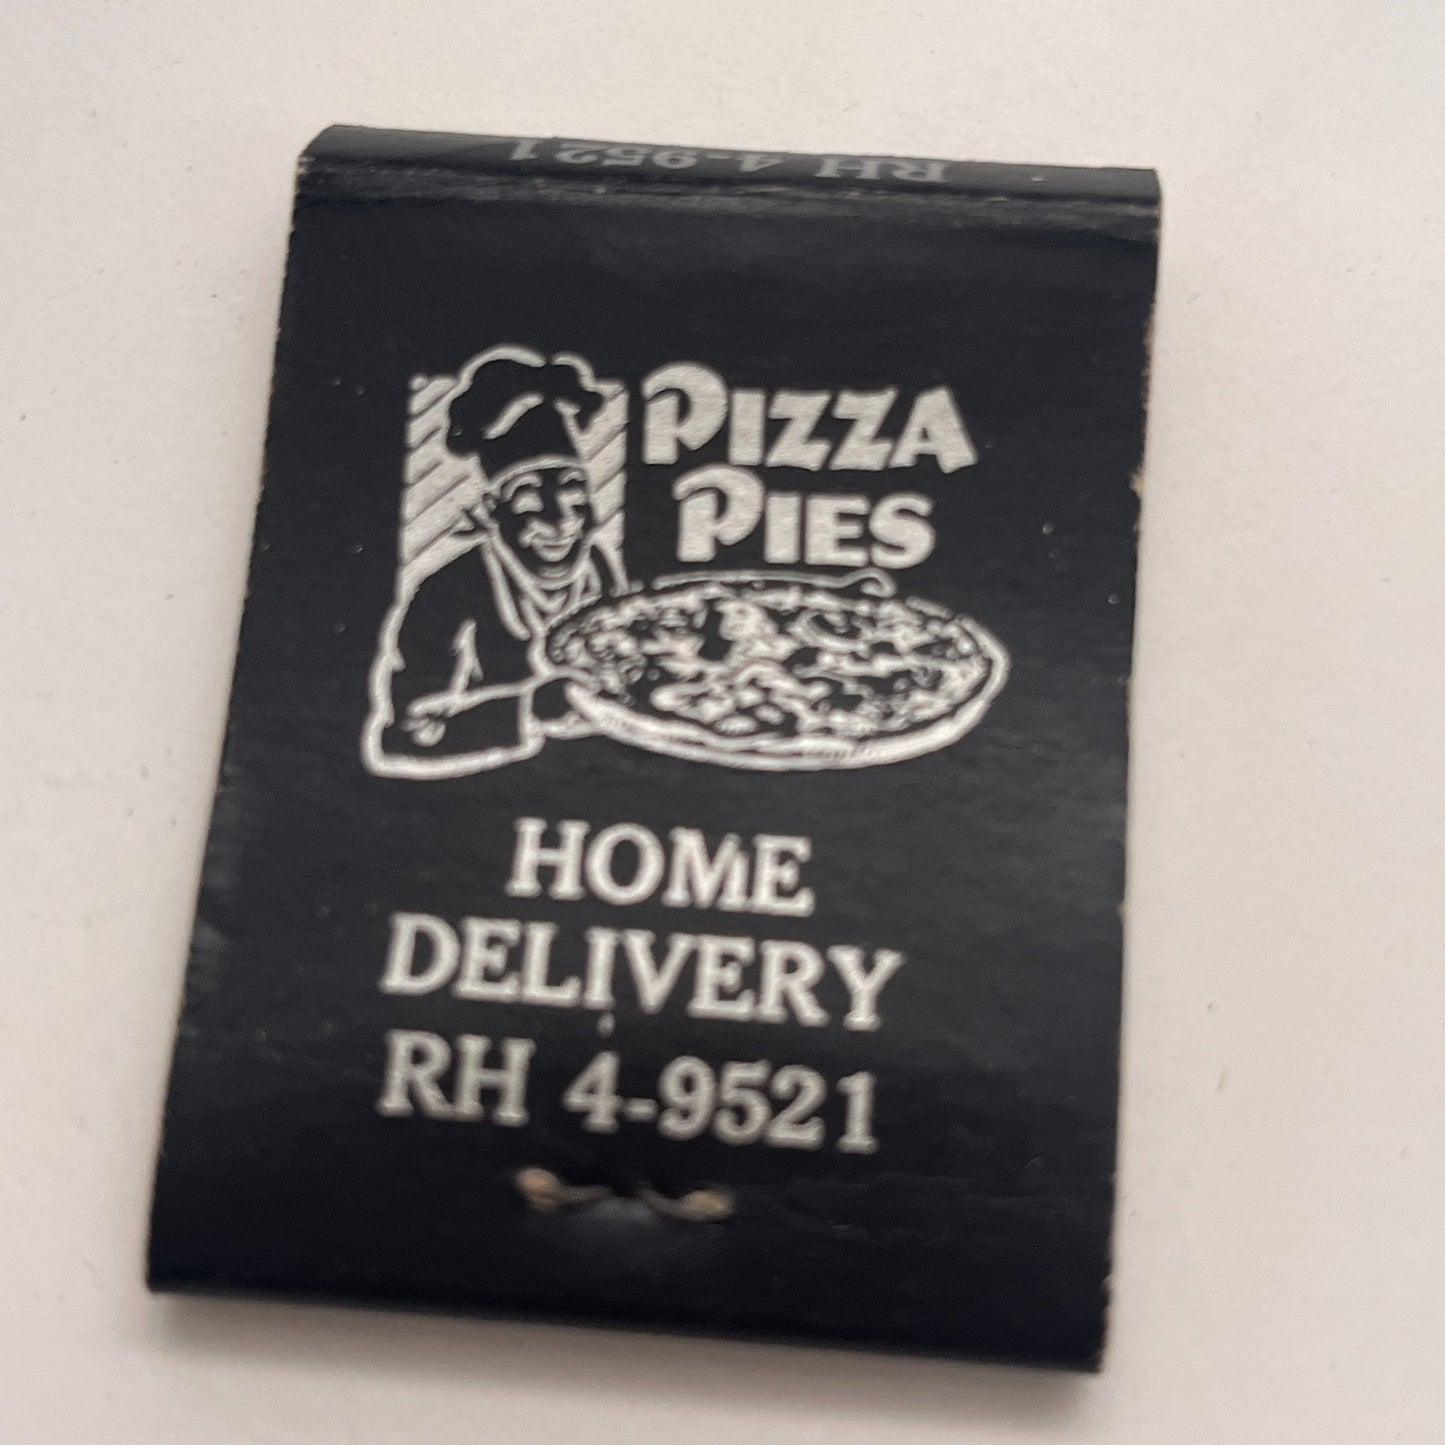 RH 4-9521
PIZZA
PIES
HOME
DELIVERY
RH 4-9521